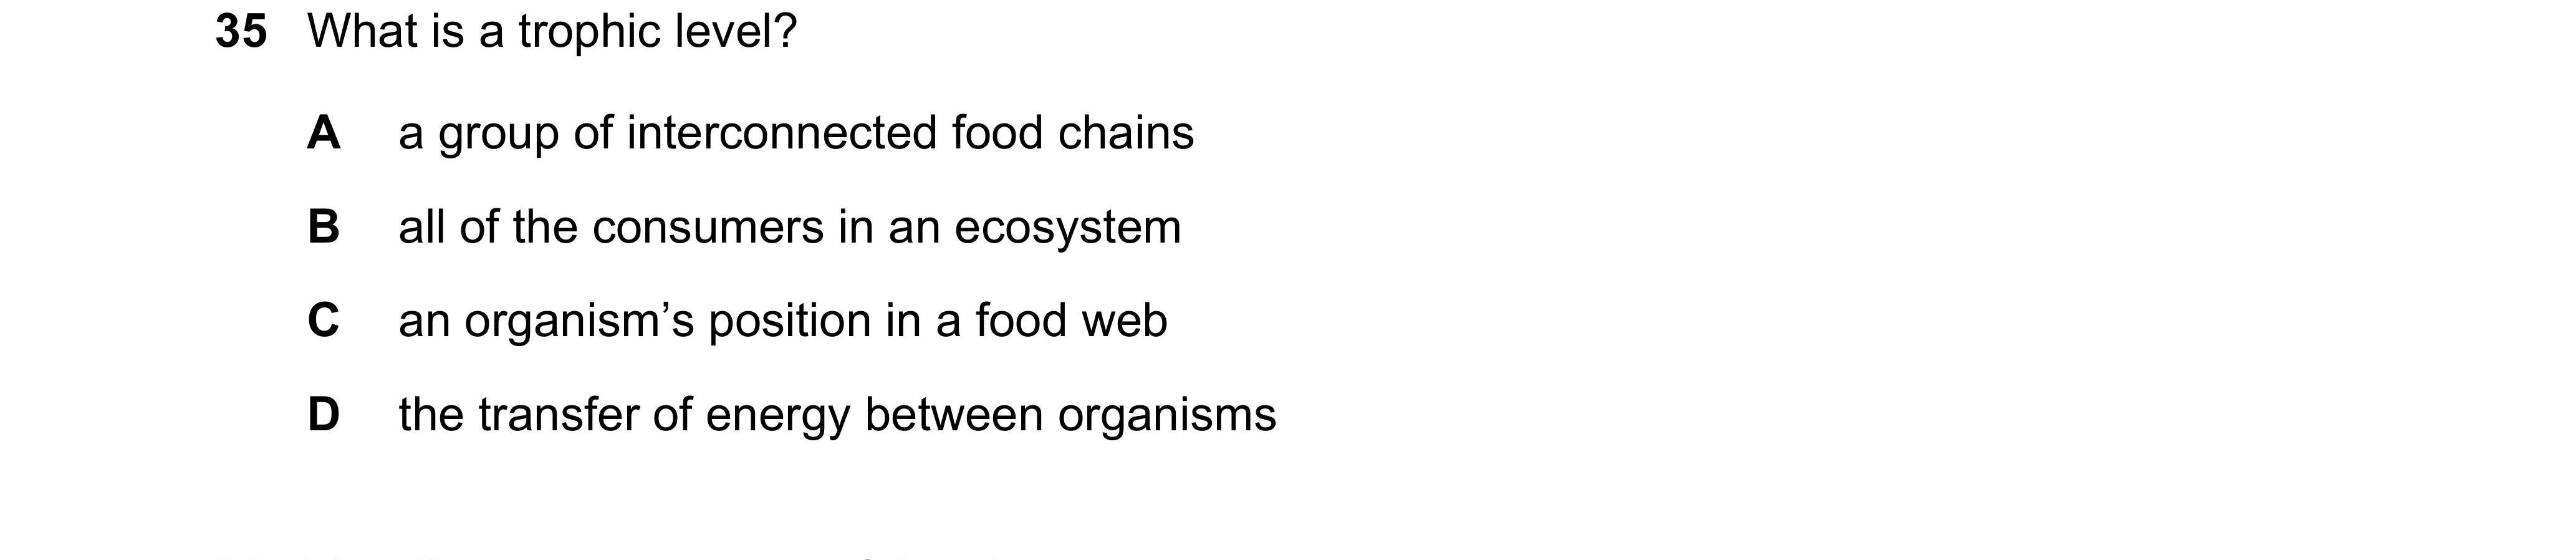 35 What is a trophic level?
A a group of interconnected food chains
B all of the consumers in an ecosystem
C an organism’s position in a food web
D the transfer of energy between organisms